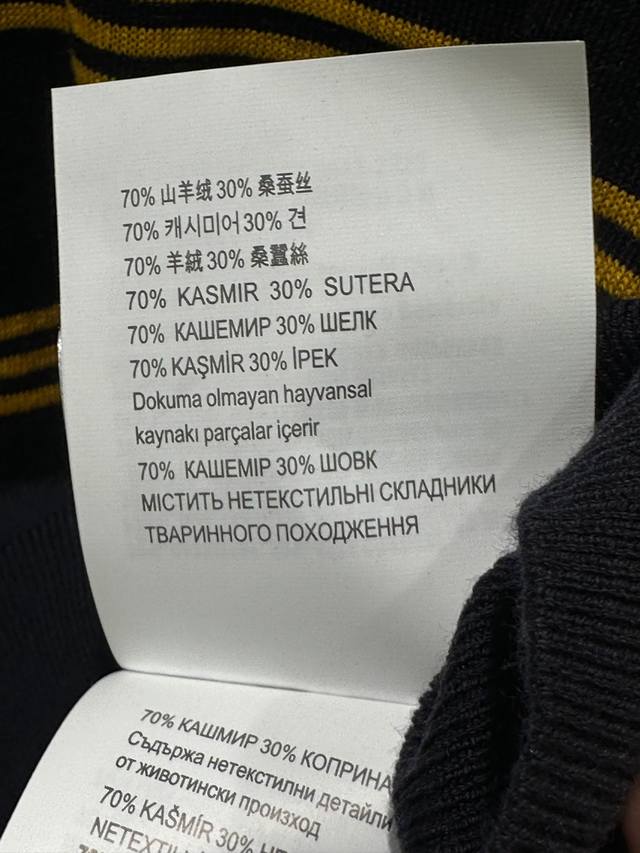 70% 山羊绒 30% 桑蚕丝
70% 캐시미어 30% 견
70% 羊絨 30% 桑蠶絲
70% KASMIR 30% SUTERA
70% КАШЕМИР 30% ШЕЛК
70% KAŞMİR 30% İPEK
Dokuma olmayan hayvansal
kaynakı parçalar içerir
70% КАШЕМІР 30% ШОВК
МІСТИТЬ НЕТЕКСТИЛЬНІ СКЛАДНИКИ
ТВАРИННОГО ПОХОДЖЕННЯ
70% КАШМИР 30% КОПРИНА
Съдържа нетекстилни детайли
от животински произход
70% KAŠMÍR 30%